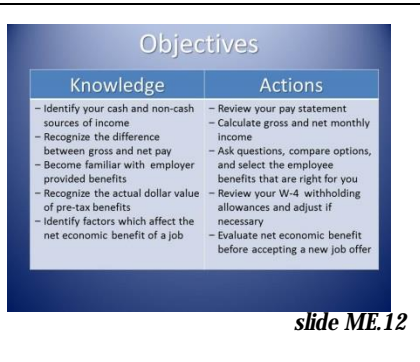 Objectives
Knowledge
– Identify your cash and non-cash
sources of income
– Recognize the difference
between gross and net pay
– Become familiar with employer
provided benefits
– Recognize the actual dollar value
of pre-tax benefits
– Identify factors which affect the
net economic benefit of a job
Actions
– Review your pay statement
– Calculate gross and net monthly
income
– Ask questions, compare options,
and select the employee
benefits that are right for you
– Review your W-4 withholding
allowances and adjust if
necessary
– Evaluate net economic benefit
before accepting a new job offer
slide ME.12